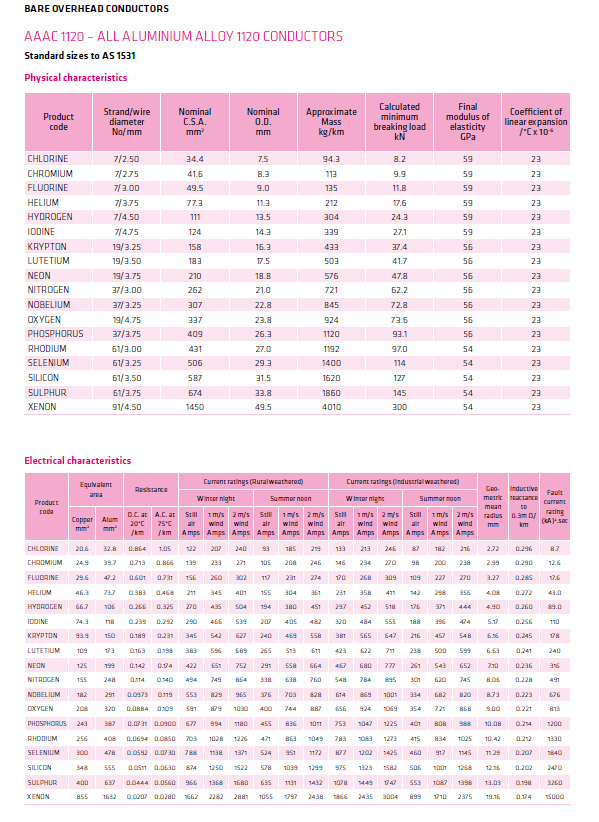 BARE OVERHEAD CONDUCTORS
AAAC 1120 – ALL ALUMINIUM ALLOY 1120 CONDUCTORS
Standard sizes to AS 1531
Physical characteristics
Product code Strand/wire diameter No/mm Nominal C.S.A. mm² Nominal O.D. mm Approximate Mass kg/km Calculated minimum breaking load kN Final modulus of elasticity GPa Coefficient of linear expansion /°C x 10⁻⁶
CHLORINE 7/2.50 34.4 7.5 94.3 8.2 59 23
CHROMIUM 7/2.75 41.6 8.3 113 9.9 59 23
FLUORINE 7/3.00 49.5 9.0 135 11.8 59 23
HELIUM 7/3.75 77.3 11.3 212 17.6 59 23
HYDROGEN 7/4.50 111 13.5 304 24.3 59 23
IODINE 7/4.75 124 14.3 339 27.1 59 23
KRYPTON 19/3.25 158 16.3 433 37.4 56 23
LUTETIUM 19/3.50 183 17.5 503 41.7 56 23
NEON 19/3.75 210 18.8 576 47.8 56 23
NITROGEN 37/3.00 262 21.0 721 62.2 56 23
NOBELIUM 37/3.25 307 22.8 845 72.8 56 23
OXYGEN 19/4.75 337 23.8 924 73.6 56 23
PHOSPHORUS 37/3.75 409 26.3 1120 93.1 56 23
RHODIUM 61/3.00 431 27.0 1192 97.0 54 23
SELENIUM 61/3.25 506 29.3 1400 114 54 23
SILICON 61/3.50 587 31.5 1620 127 54 23
SULPHUR 61/3.75 674 33.8 1860 145 54 23
XENON 91/4.50 1450 49.5 4010 300 54 23
Electrical characteristics
Product code Equivalent area Resistance Current ratings (Rural weathered) Current ratings (Industrial weathered) Geo-metric mean radius mm Inductive reactance to 0.3m Ω/km Fault current rating (kA)².sec
Winter night Summer noon Winter night Summer noon
Copper mm² Alum mm² D.C. at 20°C /km A.C. at 75°C /km Still air Amps 1 m/s wind Amps 2 m/s wind Amps Still air Amps 1 m/s wind Amps 2 m/s wind Amps Still air Amps 1 m/s wind Amps 2 m/s wind Amps Still air Amps 1 m/s wind Amps 2 m/s wind Amps
CHLORINE 20.6 32.8 0.864 1.05 122 207 240 93 185 219 133 213 246 87 182 216 2.72 0.296 8.7
CHROMIUM 24.9 39.7 0.713 0.866 139 233 271 105 208 246 146 234 270 98 200 238 2.99 0.290 12.6
FLUORINE 29.6 47.2 0.601 0.731 156 260 302 117 231 274 170 268 309 109 227 270 3.27 0.285 17.6
HELIUM 46.3 73.7 0.383 0.468 211 345 401 155 304 361 231 358 411 142 298 356 4.08 0.272 43.0
HYDROGEN 66.7 106 0.266 0.325 270 435 504 194 380 451 297 452 518 176 371 444 4.90 0.260 89.0
IODINE 74.3 118 0.239 0.292 290 466 539 207 405 482 320 484 555 188 396 474 5.17 0.256 110
KRYPTON 93.9 150 0.189 0.231 345 542 627 240 469 558 381 565 647 216 457 548 6.16 0.245 178
LUTETIUM 109 173 0.163 0.198 383 596 689 265 513 611 423 622 711 238 500 599 6.63 0.241 240
NEON 125 199 0.142 0.174 422 651 752 291 558 664 467 680 777 261 543 652 7.10 0.236 316
NITROGEN 155 248 0.114 0.140 494 749 864 338 638 760 548 784 895 301 620 745 8.06 0.228 491
NOBELIUM 182 291 0.0973 0.119 553 829 965 376 703 828 614 869 1001 334 682 820 8.73 0.223 676
OXYGEN 208 320 0.0884 0.109 591 879 1030 400 744 887 656 924 1069 354 721 868 9.00 0.221 813
PHOSPHORUS 243 387 0.0731 0.0900 677 994 1180 455 836 1011 753 1047 1225 401 808 988 10.08 0.214 1200
RHODIUM 256 408 0.0694 0.0850 703 1028 1226 471 863 1049 783 1083 1273 415 834 1025 10.42 0.212 1330
SELENIUM 300 478 0.0592 0.0730 788 1138 1371 524 951 1172 877 1202 1425 460 917 1145 11.29 0.207 1840
SILICON 348 555 0.0511 0.0630 874 1250 1522 578 1039 1299 975 1323 1582 506 1001 1268 12.16 0.202 2470
SULPHUR 400 637 0.0444 0.0560 966 1368 1680 635 1131 1432 1078 1449 1747 553 1087 1398 13.03 0.198 3260
XENON 855 1632 0.0207 0.0280 1662 2282 2881 1055 1797 2438 1866 2435 3004 899 1710 2375 19.16 0.174 15000